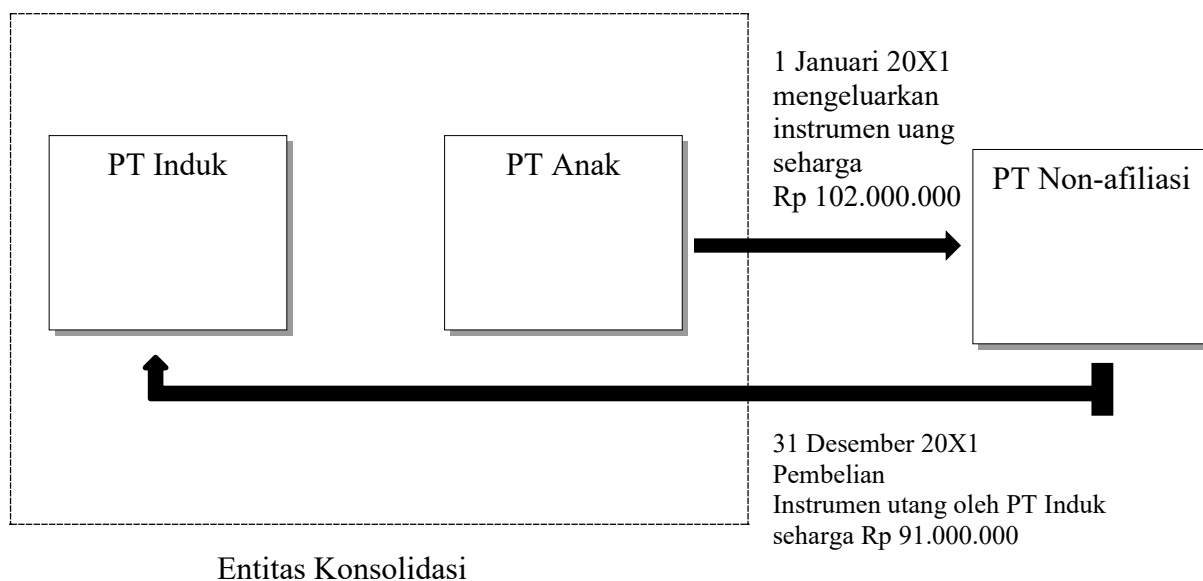 PT Induk
PT Anak
1 Januari 20X1
mengeluarkan
instrumen uang
seharga
Rp 102.000.000
PT Non-afiliasi
31 Desember 20X1
Pembelian
Instrumen utang oleh PT Induk
seharga Rp 91.000.000
Entitas Konsolidasi